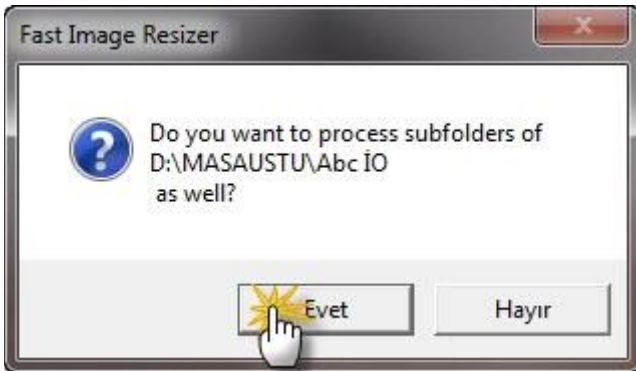 Fast Image Resizer
Do you want to process subfolders of
D:\MASAUSTU\Abc İO
as well?
Evet
Hayır